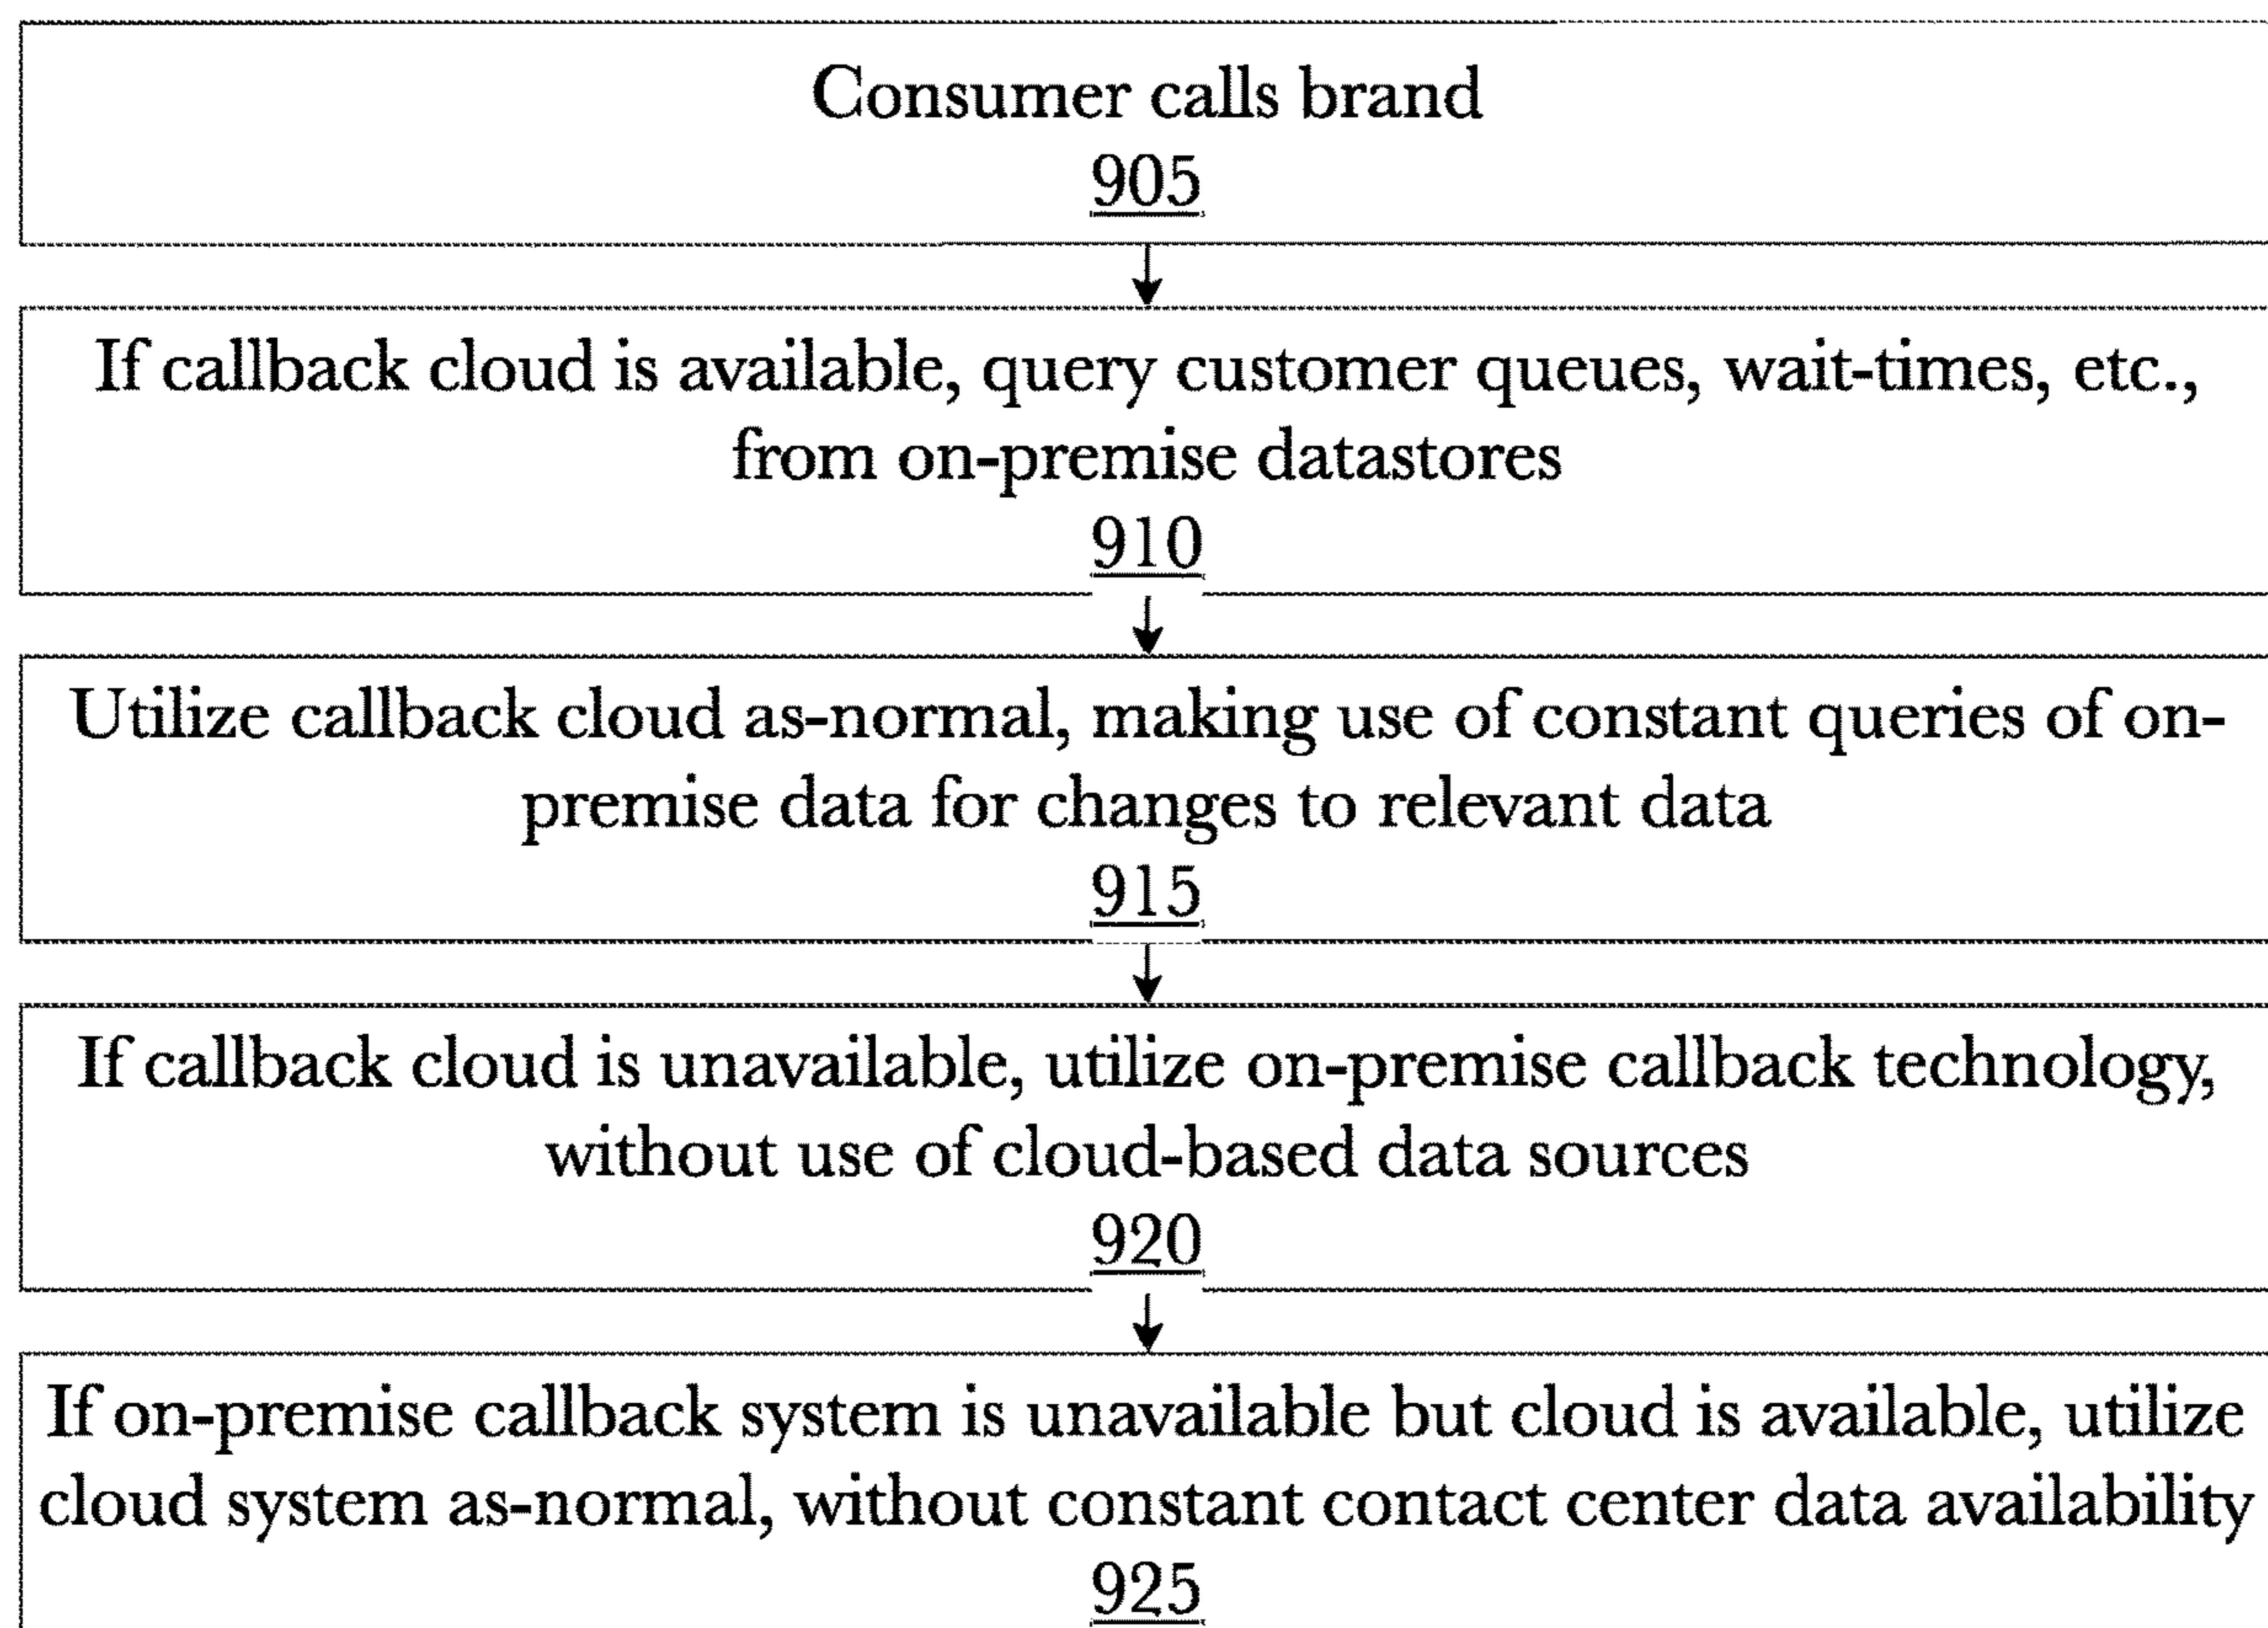 Consumer calls brand
905
If callback cloud is available, query customer queues, wait-times, etc.,
from on-premise datastores
910
Utilize callback cloud as-normal, making use of constant queries of on-
premise data for changes to relevant data
915
If callback cloud is unavailable, utilize on-premise callback technology,
without use of cloud-based data sources
920
If on-premise callback system is unavailable but cloud is available, utilize
cloud system as-normal, without constant contact center data availability
925